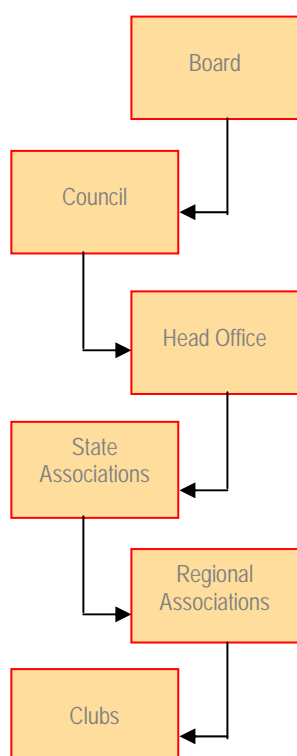 Board
Council
Head Office
State
Associations
Regional
Associations
Clubs